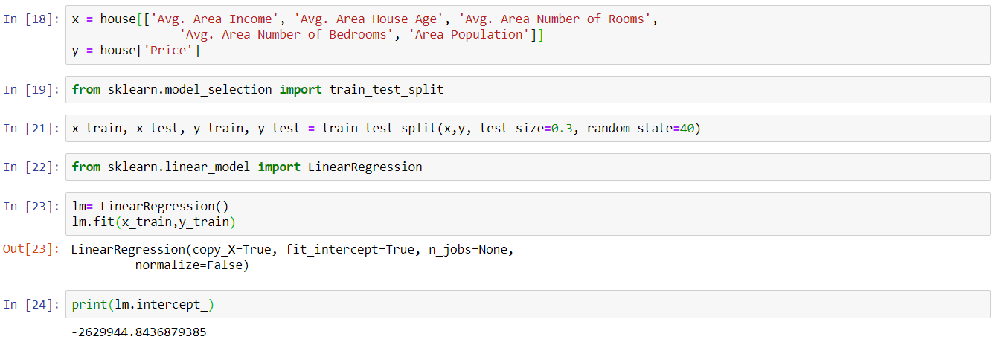 In [18]: x = house[['Avg. Area Income', 'Avg. Area House Age', 'Avg. Area Number of Rooms',
'Avg. Area Number of Bedrooms', 'Area Population']]
y = house['Price']
In [19]: from sklearn.model_selection import train_test_split
In [21]: x_train, x_test, y_train, y_test = train_test_split(x,y, test_size=0.3, random_state=40)
In [22]: from sklearn.linear_model import LinearRegression
In [23]: lm= LinearRegression()
lm.fit(x_train,y_train)
Out[23]: LinearRegression(copy_X=True, fit_intercept=True, n_jobs=None,
normalize=False)
In [24]: print(lm.intercept_)
-2629944.8436879385